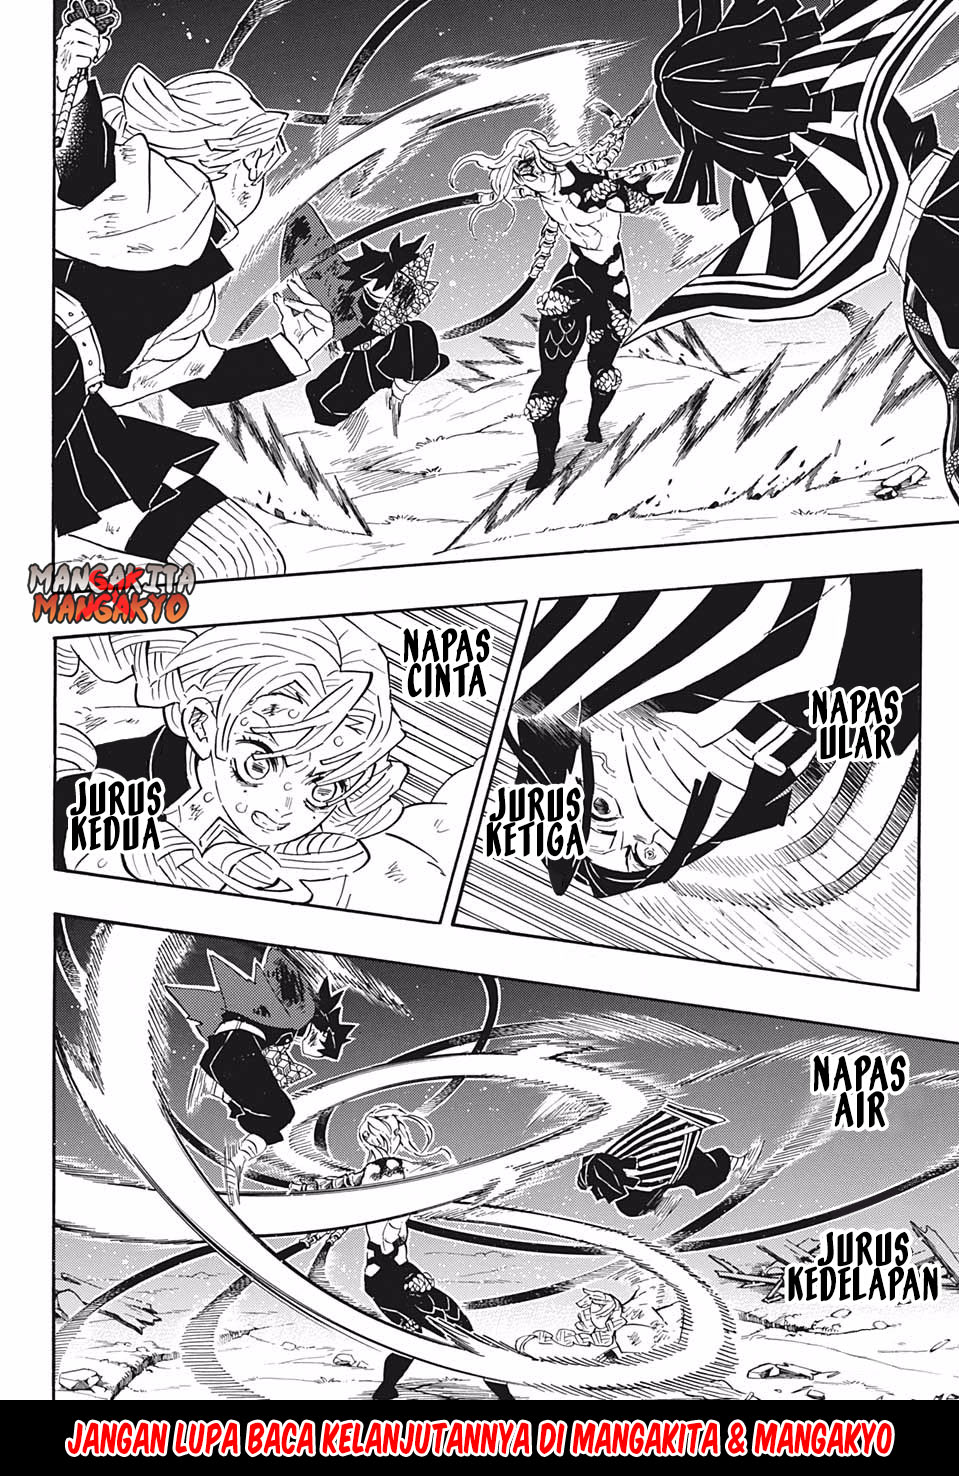 MANGAKITA
MANGAKYO
NAPAS
ULAR
JURUS
KETIGA
NAPAS
CINTA
JURUS
KEDUA
NAPAS
AIR
JURUS
KEDELAPAN
JANGAN LUPA BACA KELANJUTANNYA DI MANGAKITA & MANGAKYO